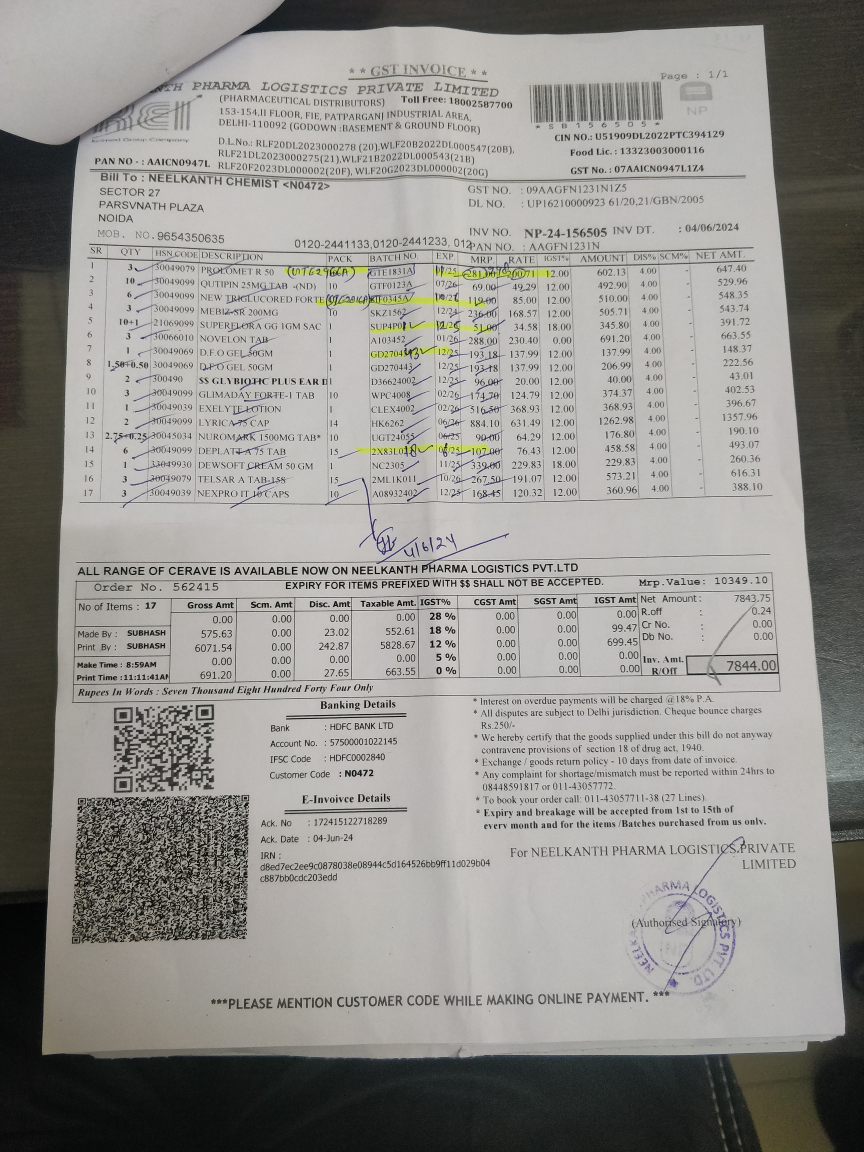 ** GST INVOICE **
Page : 1/1
NTH PHARMA LOGISTICS PRIVATE LIMITED
(PHARMACEUTICAL DISTRIBUTORS) Toll Free: 18002587700
153-154,II FLOOR, FIE, PATPARGANJ INDUSTRIAL AREA,
DELHI-110092 (GODOWN :BASEMENT & GROUND FLOOR)
D.L.No.: RLF20DL2023000278 (20),WLF20B2022DL000547(20B),
RLF21DL2023000275(21),WLF21B2022DL000543(21B)
RLF20F2023DL000002(20F),WLF20G2023DL000002(20G)
PAN NO - : AAICN0947L
*SB156505*
NP
CIN NO.: U51909DL2022PTC394129
Food Lic.: 13323003000116
GST No.: 07AAICN0947L1Z4
Bill To : NEELKANTH CHEMIST <N0472>
SECTOR 27
PARSVNATH PLAZA
NOIDA
MOB. NO. 9654350635
0120-2441133,0120-2441233, 012
GST NO. : 09AAGFN1231N1Z5
DL NO. : UP16210000923 61/20,21/GBN/2005
INV NO. NP-24-156505 INV DT. : 04/06/2024
PAN NO. : AAGFN1231N
SR QTY HSN CODE DESCRIPTION PACK BATCH NO EXP. MRP RATE IGST% AMOUNT DIS% SCM% NET AMT.
1 3 30049079 PROLOMET R 50 GTE1831A 11/25 200.71 12.00 602.13 4.00 - 647.40
2 10 30049099 QUTIPIN 25MG TAB -(ND) 10 GTF0123A 07/26 69.00 49.29 12.00 492.90 4.00 - 529.96
3 6 30049099 NEW TRIGLUCORED FORTE 119.00 85.00 12.00 510.00 4.00 - 548.35
4 3 30049099 MEBIZ-SR 200MG 10 SKZ1562 12/24 236.00 168.57 12.00 505.71 4.00 - 543.74
5 10+1 21069099 SUPERFLORA GG 1GM SAC 1 51.00 34.58 18.00 345.80 4.00 - 391.72
6 3 30066010 NOVELON TAB 1 A103452 01/26 288.00 230.40 0.00 691.20 4.00 - 663.55
7 1 30049069 D.F.O GEL 50GM 1 12/25 193.18 137.99 12.00 137.99 4.00 - 148.37
8 1.50+0.50 30049069 D.F.O GEL 50GM 1 GD270443 12/25 193.18 137.99 12.00 206.99 4.00 - 222.56
9 2 300490 $$ GLYBIOTIC PLUS EAR D 1 D36624002 12/25 96.00 20.00 12.00 40.00 4.00 - 43.01
10 3 30049099 GLIMADAY FORTE-1 TAB 10 WPC4008 02/26 174.70 124.79 12.00 374.37 4.00 - 402.53
11 1 30049039 EXELYTE LOTION 1 CLEX4002 02/26 516.50 368.93 12.00 368.93 4.00 - 396.67
12 2 30049099 LYRICA 75 CAP 14 HK6262 06/26 884.10 631.49 12.00 1262.98 4.00 - 1357.96
13 2.75+0.25 30045034 NUROMARK 1500MG TAB* 10 UGT24055 06/25 90.00 64.29 12.00 176.80 4.00 - 190.10
14 6 30049099 DEPLATT A 75 TAB 15 107.00 76.43 12.00 458.58 4.00 - 493.07
15 1 33049930 DEWSOFT CREAM 50 GM 1 NC2305 11/25 339.00 229.83 18.00 229.83 4.00 - 260.36
16 3 30049079 TELSAR A TAB-15S 15 2ML1K011 10/26 267.50 191.07 12.00 573.21 4.00 - 616.31
17 3 30049039 NEXPRO IT 10 CAPS 10 A08932402 12/25 168.45 120.32 12.00 360.96 4.00 - 388.10
4/6/24
ALL RANGE OF CERAVE IS AVAILABLE NOW ON NEELKANTH PHARMA LOGISTICS PVT.LTD
Order No. 562415 EXPIRY FOR ITEMS PREFIXED WITH $$ SHALL NOT BE ACCEPTED. Mrp.Value: 10349.10
No of Items : 17 Gross Amt Scm. Amt Disc. Amt Taxable Amt. IGST% CGST Amt SGST Amt IGST Amt Net Amount: 7843.75
0.00 0.00 0.00 0.00 28 % 0.00 0.00 0.00 R.off : 0.24
Made By : SUBHASH 575.63 0.00 23.02 552.61 18 % 0.00 0.00 99.47 Cr No. : 0.00
Print By : SUBHASH 6071.54 0.00 242.87 5828.67 12 % 0.00 0.00 699.45 Db No. : 0.00
Make Time : 8:59AM 0.00 0.00 0.00 0.00 5 % 0.00 0.00 0.00 Inv. Amt.
Print Time :11:11:41AM 691.20 0.00 27.65 663.55 0 % 0.00 0.00 0.00 R/Off 7844.00
Rupees In Words : Seven Thousand Eight Hundred Forty Four Only
Banking Details
Bank : HDFC BANK LTD
Account No. : 57500001022145
IFSC Code : HDFC0002840
Customer Code : N0472
E-Invoivce Details
Ack. No : 172415122718289
Ack. Date : 04-Jun-24
IRN :
d8ed7ec2ee9c0878038e08944c5d164526bb9ff11d029b04
c887bb0cdc203edd
* Interest on overdue payments will be charged @18% P.A.
* All disputes are subject to Delhi jurisdiction. Cheque bounce charges
Rs.250/-
* We hereby certify that the goods supplied under this bill do not anyway
contravene provisions of section 18 of drug act, 1940.
* Exchange / goods return policy - 10 days from date of invoice.
* Any complaint for shortage/mismatch must be reported within 24hrs to
08448591817 or 011-43057772.
* To book your order call: 011-43057711-38 (27 Lines)
* Expiry and breakage will be accepted from 1st to 15th of
every month and for the items /Batches purchased from us only.
For NEELKANTH PHARMA LOGISTICS.PRIVATE
LIMITED
(Authorised Signatory)
NEELKANTH PHARMA LOGISTICS PVT. LTD.
***PLEASE MENTION CUSTOMER CODE WHILE MAKING ONLINE PAYMENT. ***